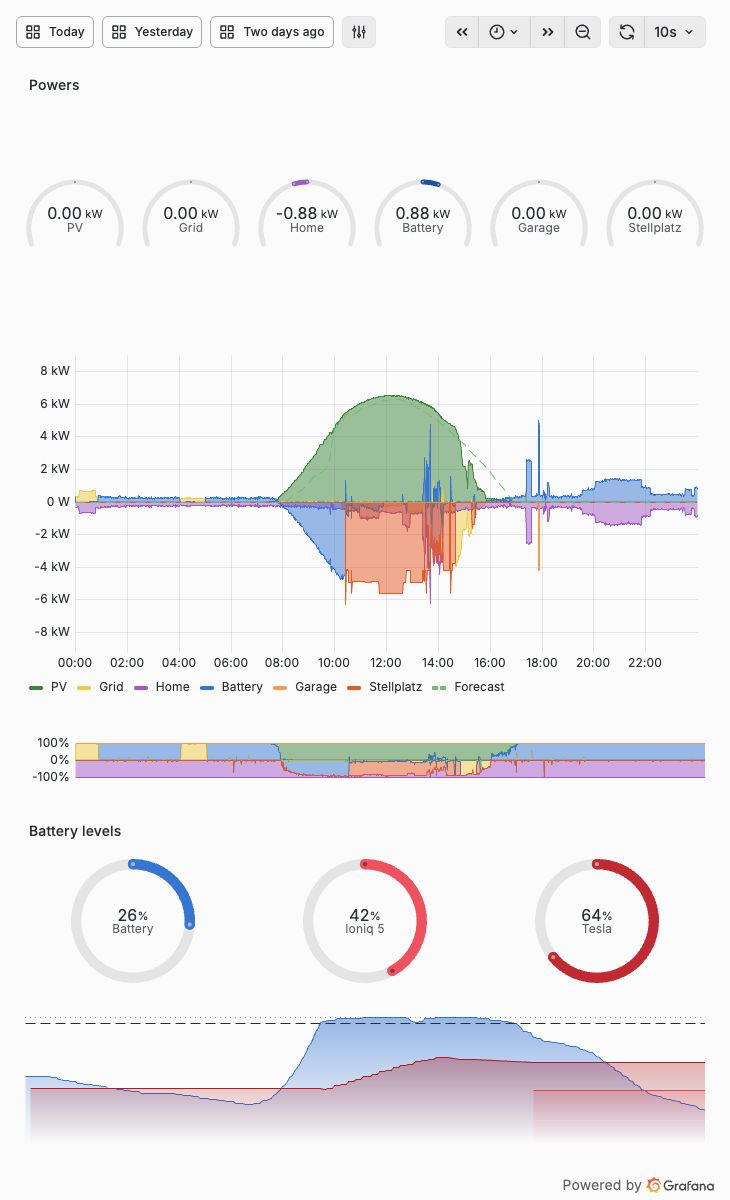 Today Yesterday Two days ago 10s
Powers
0.00 kW 0.00 kW -0.88 kW 0.88 kW 0.00 kW 0.00 kW
PV Grid Home Battery Garage Stellplatz
8 kW
6 kW
4 kW
2 kW
0 W
-2 kW
-4 kW
-6 kW
-8 kW
00:00 02:00 04:00 06:00 08:00 10:00 12:00 14:00 16:00 18:00 20:00 22:00
PV Grid Home Battery Garage Stellplatz Forecast
100%
0%
-100%
Battery levels
26% 42% 64%
Battery Ioniq 5 Tesla
Powered by Grafana